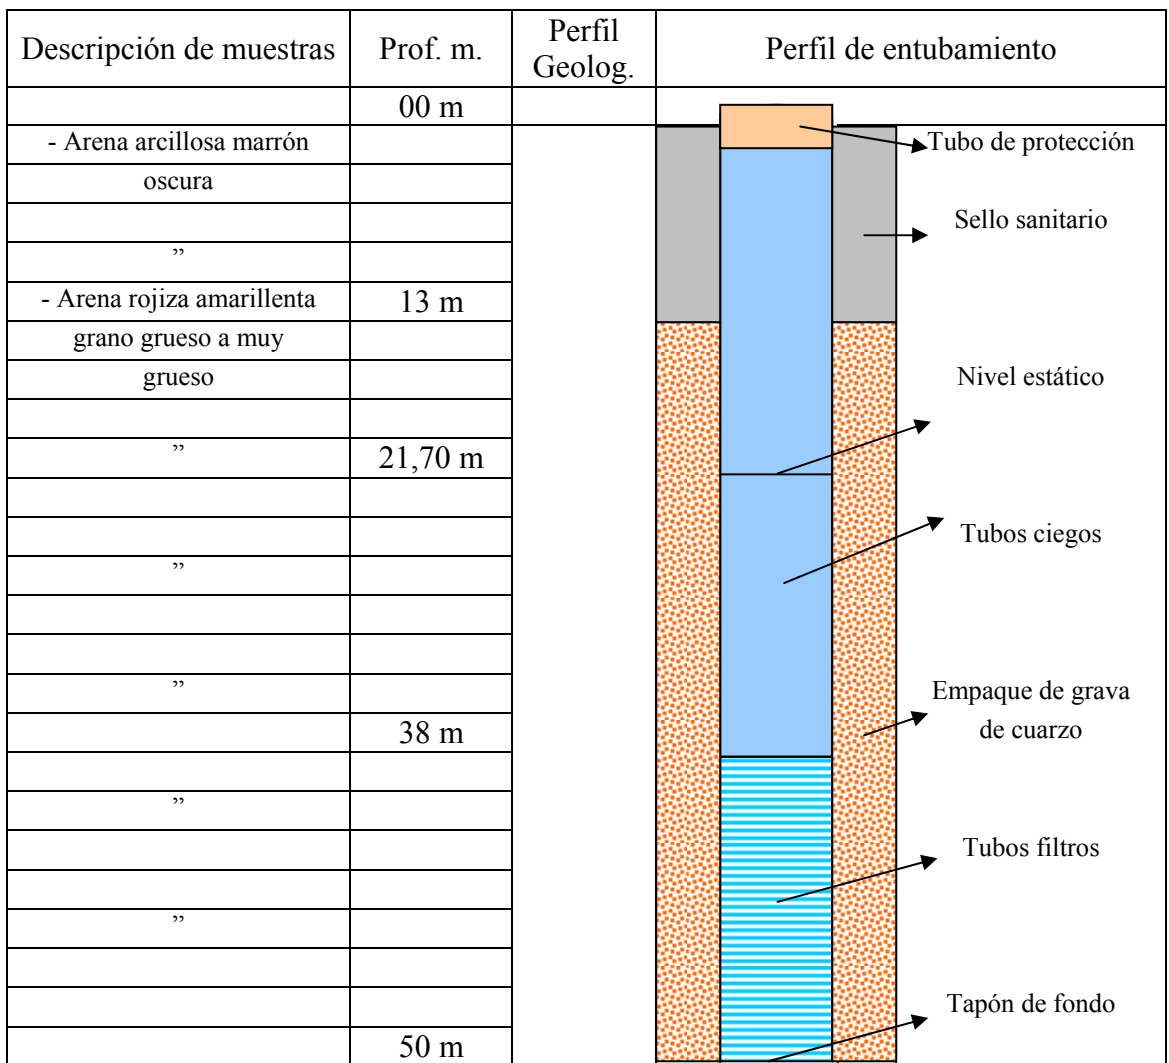 Descripción de muestras Prof. m. Perfil Geolog. Perfil de entubamiento
00 m
- Arena arcillosa marrón
oscura
”
- Arena rojiza amarillenta 13 m
grano grueso a muy
grueso
” 21,70 m
”
”
38 m
”
”
50 m
Tubo de protección
Sello sanitario
Nivel estático
Tubos ciegos
Empaque de grava
de cuarzo
Tubos filtros
Tapón de fondo